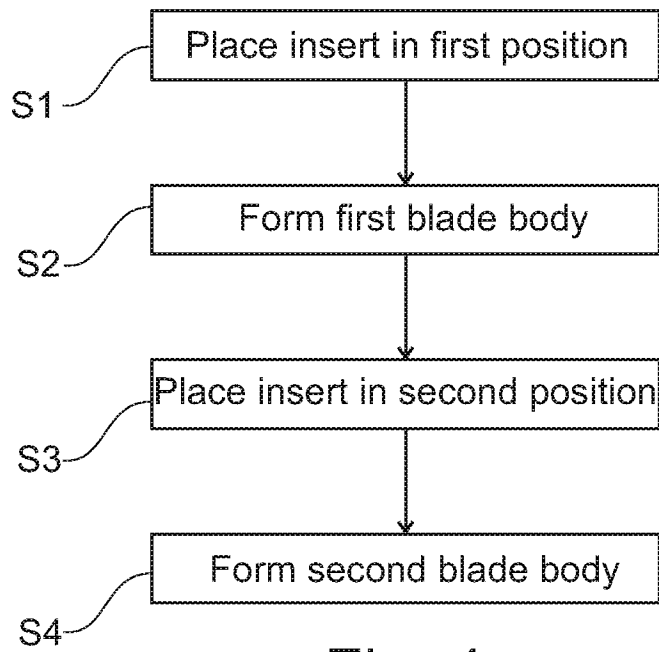 Place insert in first position
S1
Form first blade body
S2
Place insert in second position
S3
Form second blade body
S4